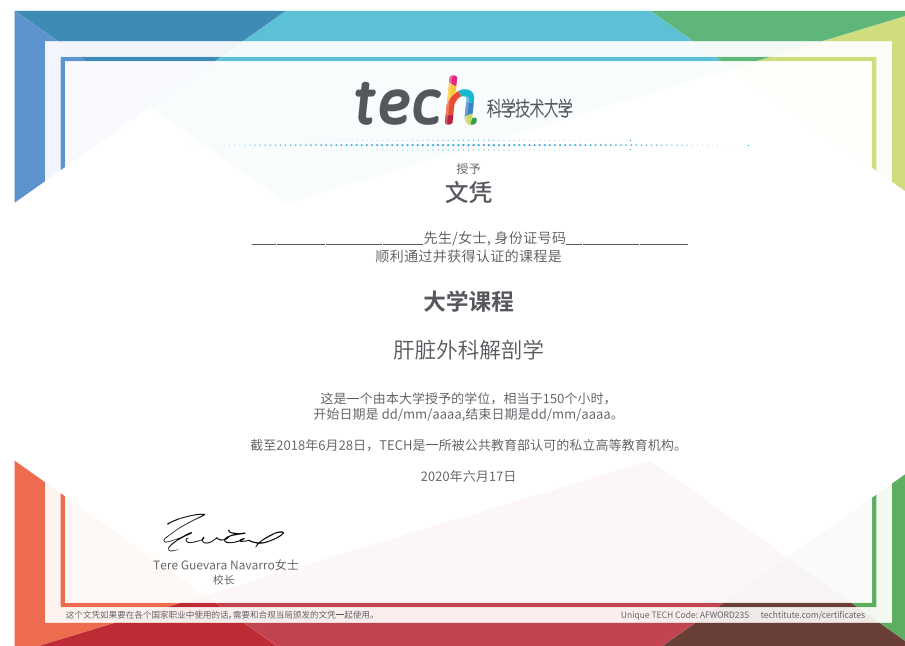 tech 科学技术大学
授予
文凭
______________________先生/女士, 身份证号码________________
顺利通过并获得认证的课程是
大学课程
肝脏外科解剖学
这是一个由本大学授予的学位，相当于150个小时，
开始日期是 dd/mm/aaaa,结束日期是dd/mm/aaaa。
截至2018年6月28日，TECH是一所被公共教育部认可的私立高等教育机构。
2020年六月17日
Tere Guevara Navarro女士
校长
这个文凭如果要在各个国家职业中使用的话,需要和合规当局颁发的文凭一起使用。
Unique TECH Code: AFWORD23S techtitute.com/certificates